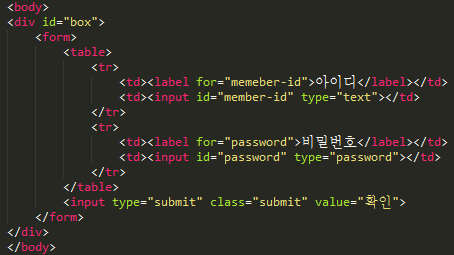 <body>
<div id="box">
<form>
<table>
<tr>
<td><label for="memeber-id">아이디</label></td>
<td><input id="member-id" type="text"></td>
</tr>
<tr>
<td><label for="password">비밀번호</label></td>
<td><input id="password" type="password"></td>
</tr>
</table>
<input type="submit" class="submit" value="확인">
</form>
</div>
</body>